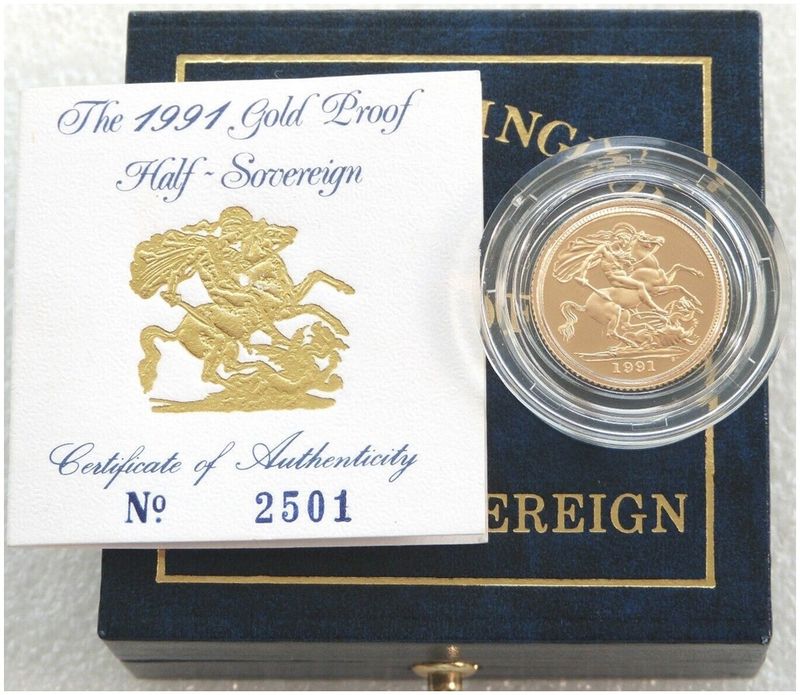 The 1991 Gold Proof
Half-Sovereign
Certificate of Authenticity
Nº 2501
1991
EREIGN